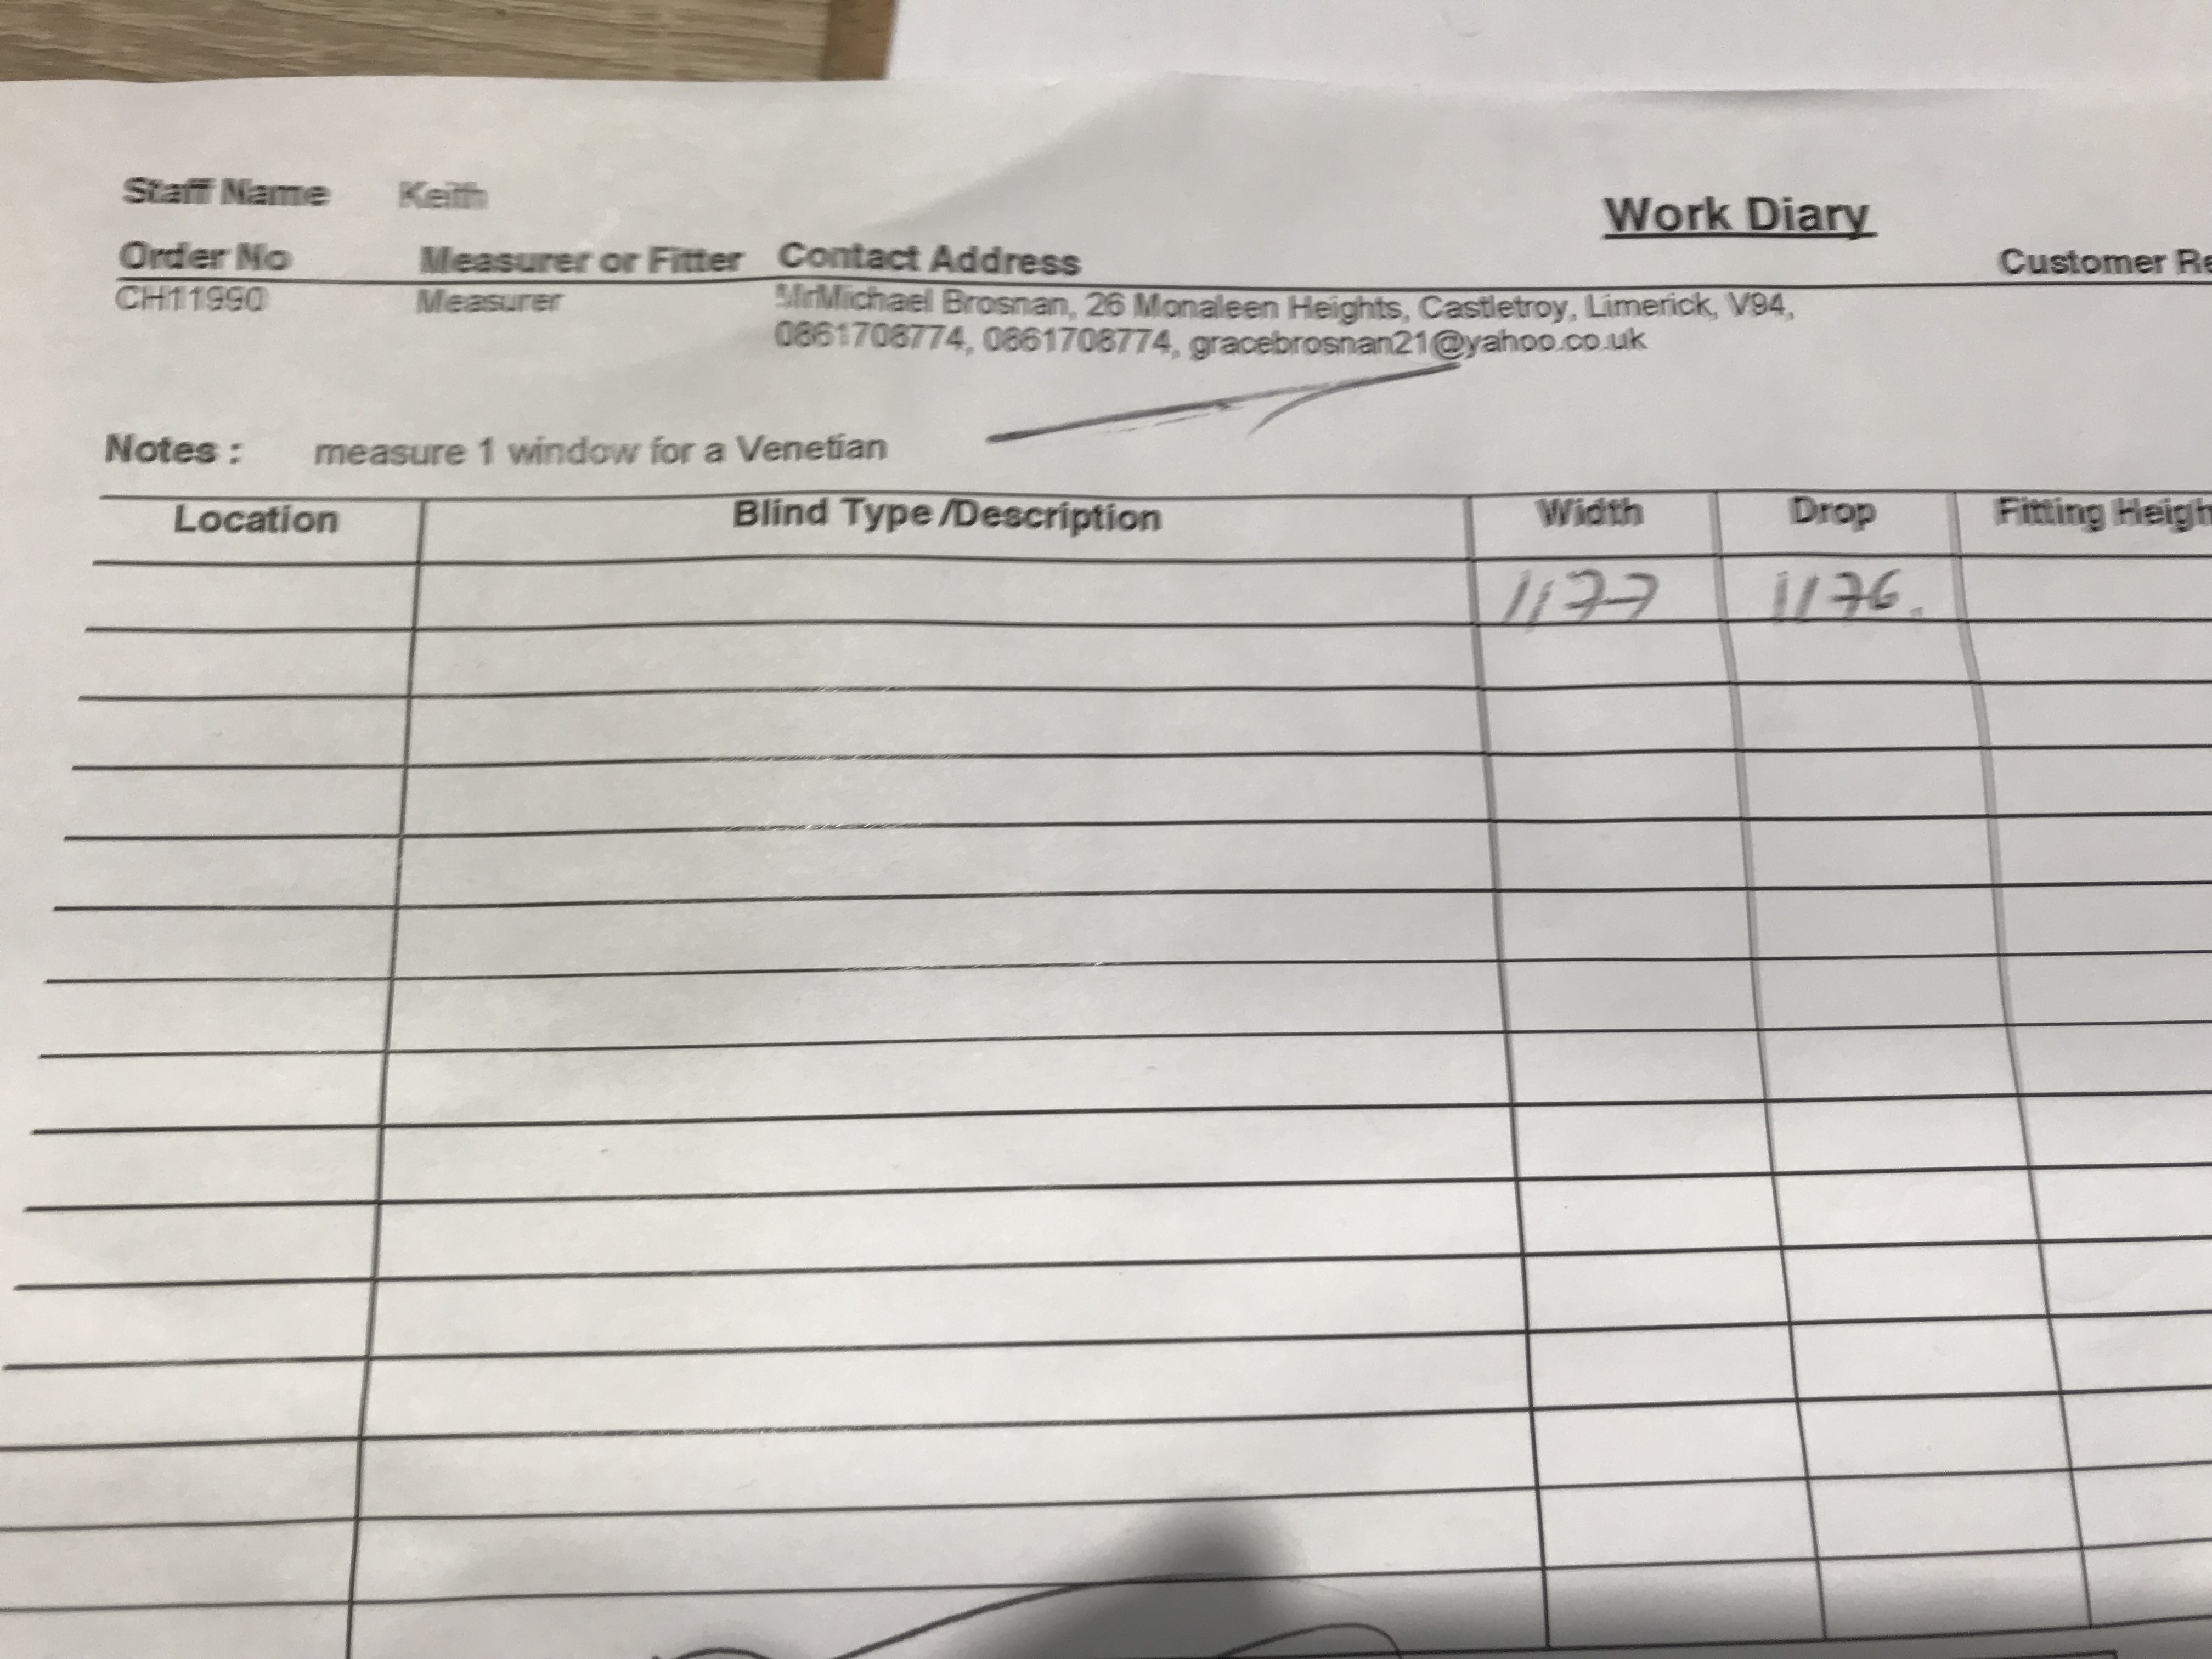 Staff Name Keith
Work Diary
Order No Measurer or Fitter Contact Address Customer Re
CH11990 Measurer MrMichael Brosnan, 26 Monaleen Heights, Castletroy, Limerick, V94,
0861708774, 0861708774, gracebrosnan21@yahoo.co.uk
Notes : measure 1 window for a Venetian
Location Blind Type /Description Width Drop Fitting Heigh
1177 1176.